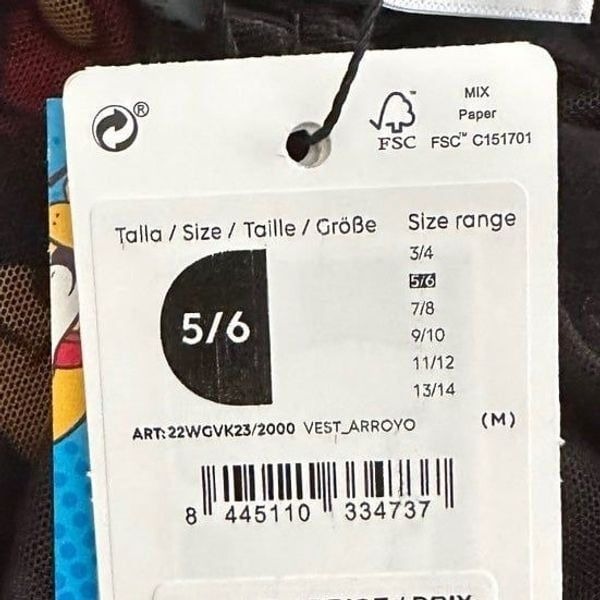 ®
MIX
Paper
FSC
FSC™ C151701
Talla / Size / Taille / Größe
Size range
3/4
5/6
7/8
9/10
11/12
13/14
5/6
ART:22WGVK23/2000 VEST_ARROYO (M)
8 445110 334737